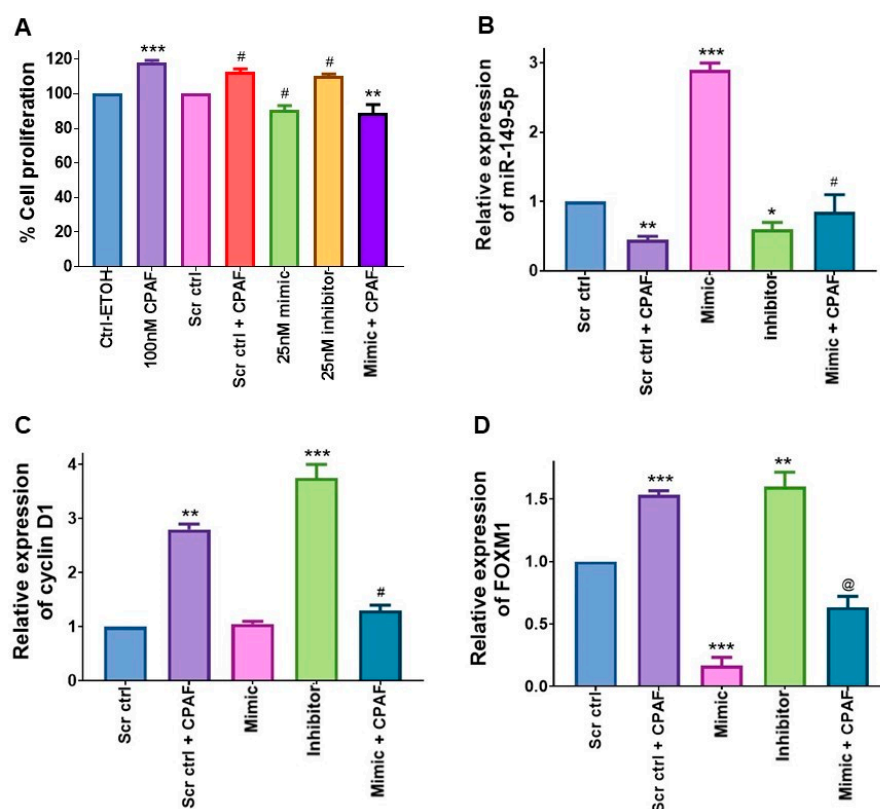 A
% Cell proliferation
120
100
80
60
40
20
0
***
#
#
#
**
Ctrl-ETOH
100nM CPAF
Scr ctrl
Scr ctrl + CPAF
25nM mimic
25nM inhibitor
Mimic + CPAF
B
Relative expression
of miR-149-5p
3
2
1
0
**
***
*
#
Scr ctrl
Scr ctrl + CPAF
Mimic
inhibitor
Mimic + CPAF
C
Relative expression
of cyclin D1
4
3
2
1
0
**
***
#
Scr ctrl
Scr ctrl + CPAF
Mimic
Inhibitor
Mimic + CPAF
D
Relative expression
of FOXM1
1.5
1.0
0.5
0.0
***
***
**
@
Scr ctrl
Scr ctrl + CPAF
Mimic
Inhibitor
Mimic + CPAF